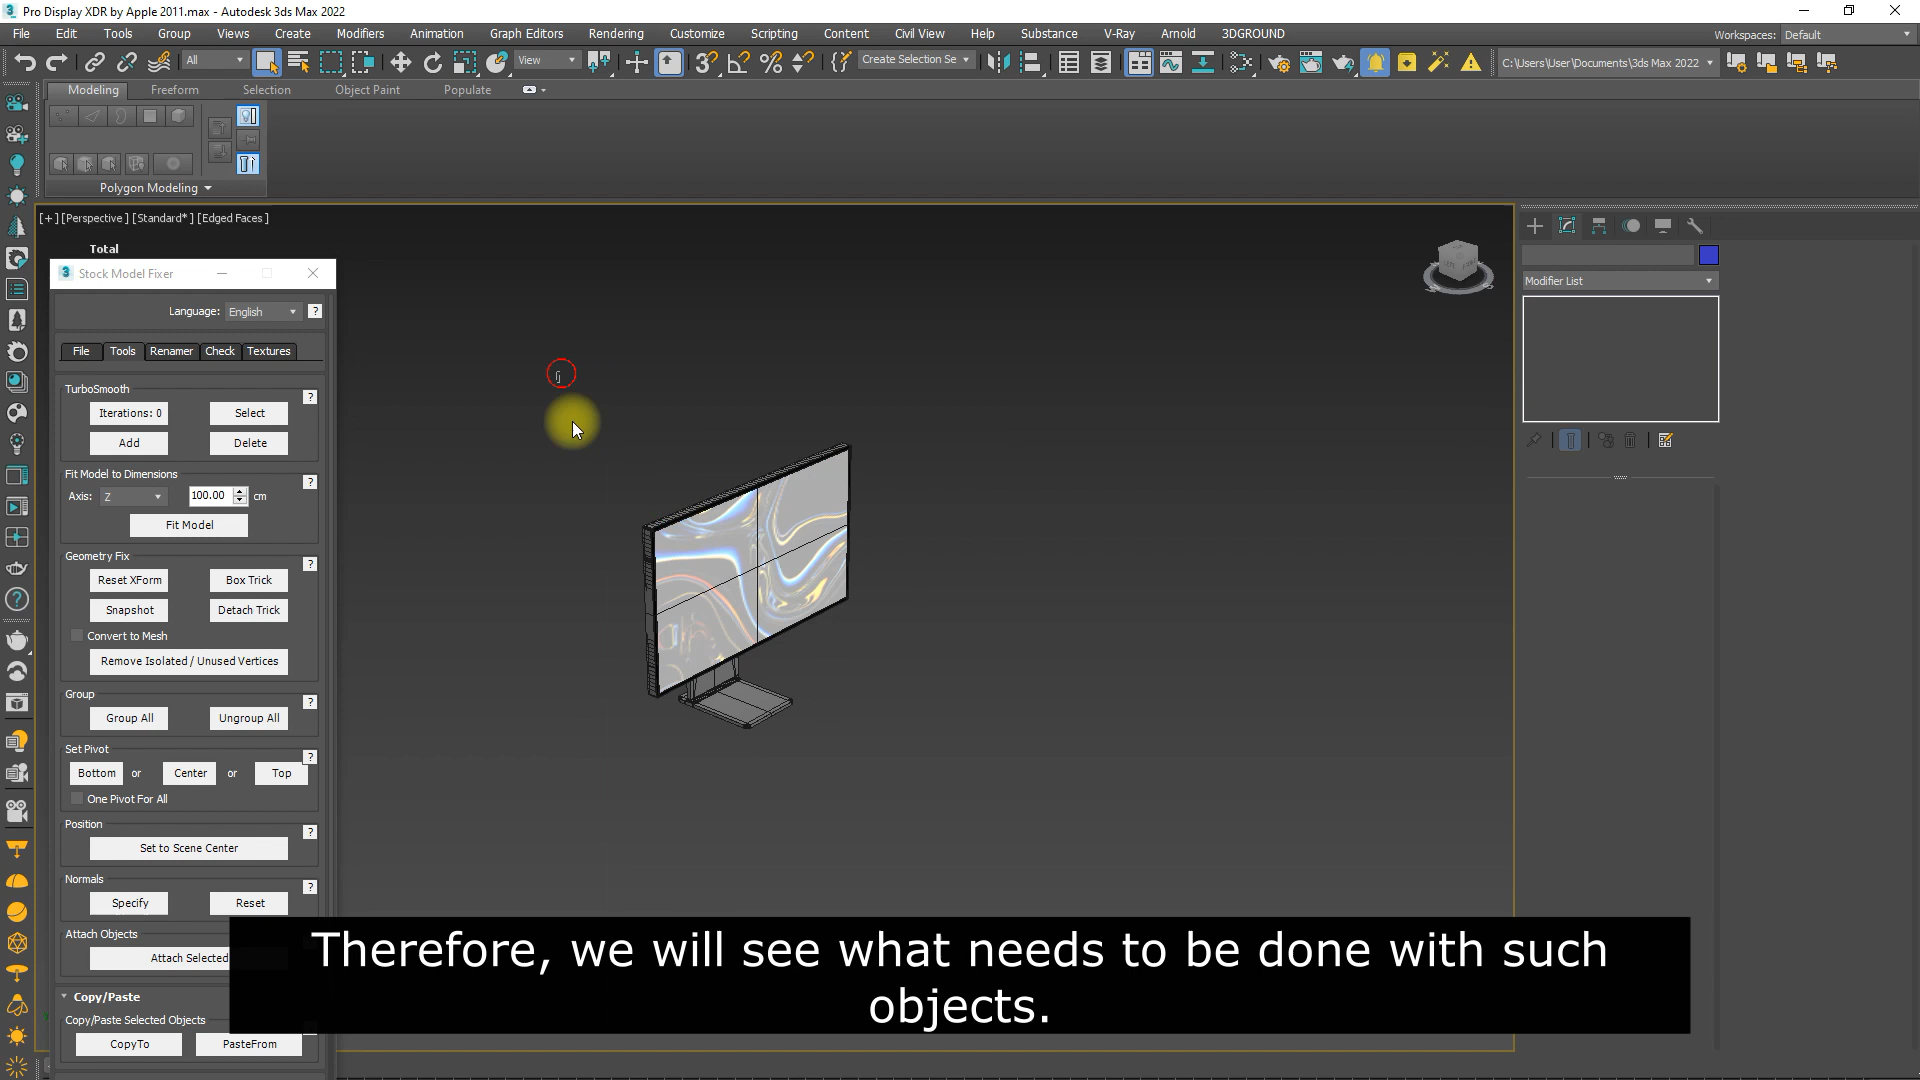 Pro Display XDR by Apple 2011.max - Autodesk 3ds Max 2022
File Edit Tools Group Views Create Modifiers Animation Graph Editors Rendering Customize Scripting Content Civil View Help Substance V-Ray Arnold 3DGROUND
Workspaces: Default
All View Create Selection Se C:\Users\User\Documents\3ds Max 2022
Modeling Freeform Selection Object Paint Populate
Polygon Modeling
[+] [Perspective ] [Standard* ] [Edged Faces ]
Total
Stock Model Fixer
Modifier List
Language: English ?
File Tools Renamer Check Textures
TurboSmooth ?
Iterations: 0 Select
Add Delete
Fit Model to Dimensions ?
Axis: Z 100.00 cm
Fit Model
Geometry Fix ?
Reset XForm Box Trick
Snapshot Detach Trick
Convert to Mesh
Remove Isolated / Unused Vertices
Group ?
Group All Ungroup All
Set Pivot ?
Bottom or Center or Top
One Pivot For All
Position ?
Set to Scene Center
Normals ?
Specify Reset
Attach Objects
Attach Selected
Copy/Paste
Copy/Paste Selected Objects
CopyTo PasteFrom
Therefore, we will see what needs to be done with such
objects.